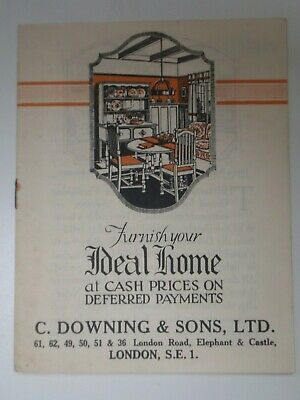 Furnish your
Ideal home
at CASH PRICES ON
DEFERRED PAYMENTS
C. DOWNING & SONS, LTD.
61, 62, 49, 50, 51 & 36 London Road, Elephant & Castle,
LONDON, S.E. 1.